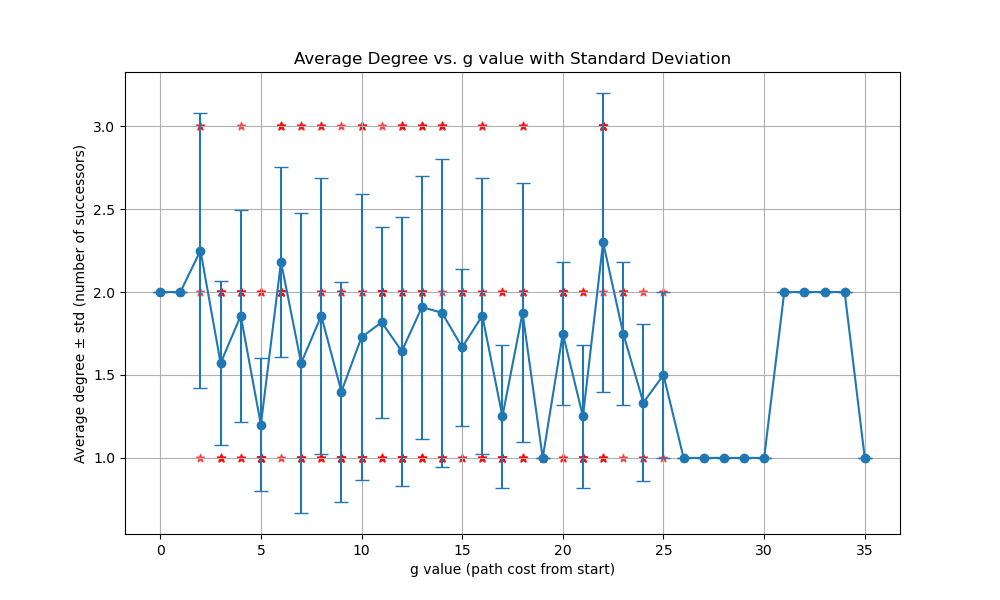 Average Degree vs. g value with Standard Deviation
Average degree ± std (number of successors)
3.0
2.5
2.0
1.5
1.0
0 5 10 15 20 25 30 35
g value (path cost from start)